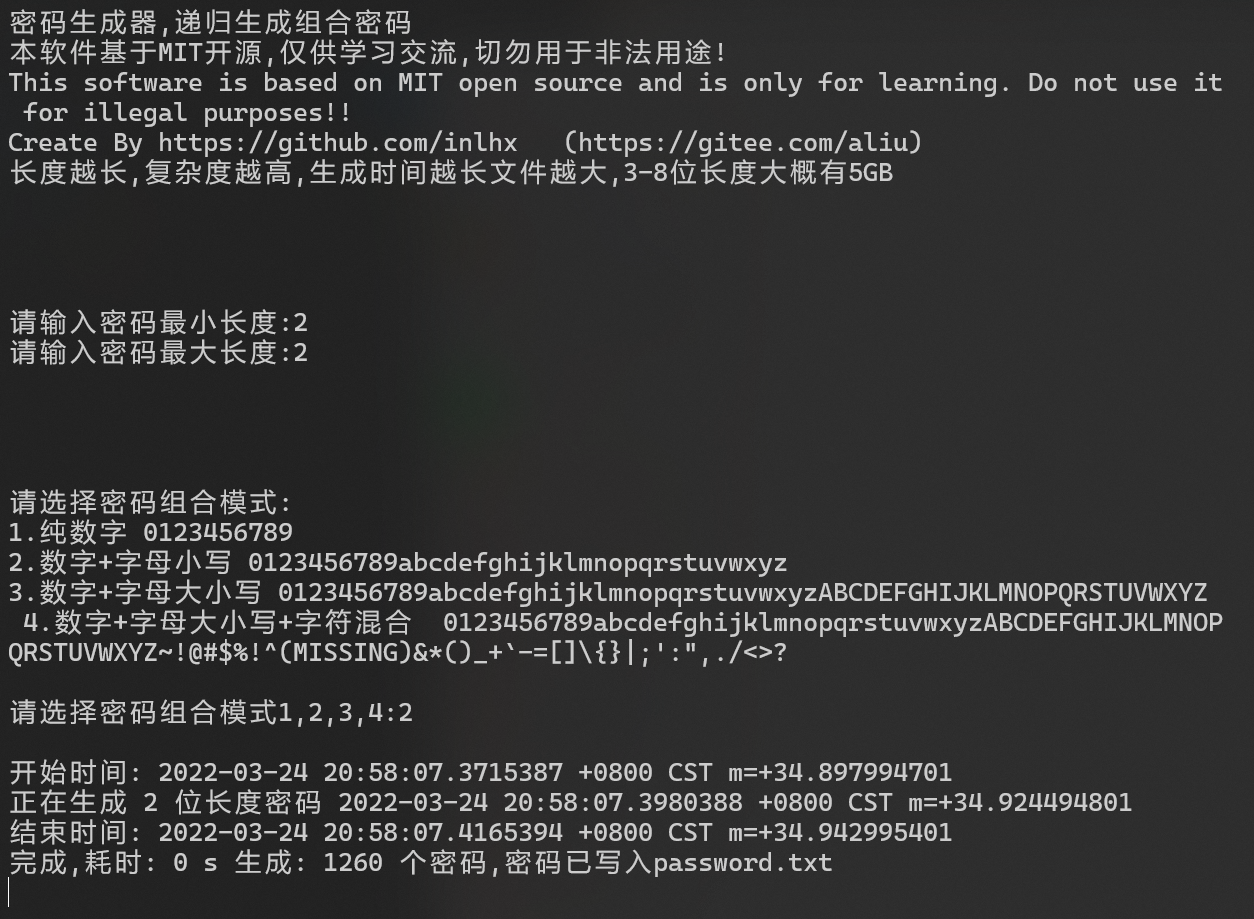 密码生成器,递归生成组合密码
本软件基于MIT开源,仅供学习交流,切勿用于非法用途!
This software is based on MIT open source and is only for learning. Do not use it
for illegal purposes!!
Create By https://github.com/inlhx   (https://gitee.com/aliu)
长度越长,复杂度越高,生成时间越长文件越大,3-8位长度大概有5GB
请输入密码最小长度:2
请输入密码最大长度:2
请选择密码组合模式:
1.纯数字 0123456789
2.数字+字母小写 0123456789abcdefghijklmnopqrstuvwxyz
3.数字+字母大小写 0123456789abcdefghijklmnopqrstuvwxyzABCDEFGHIJKLMNOPQRSTUVWXYZ
4.数字+字母大小写+字符混合  0123456789abcdefghijklmnopqrstuvwxyzABCDEFGHIJKLMNOP
QRSTUVWXYZ~!@#$%!^(MISSING)&*()_+`-=[]\{}|;':",./<>?
请选择密码组合模式1,2,3,4:2
开始时间: 2022-03-24 20:58:07.3715387 +0800 CST m=+34.897994701
正在生成 2 位长度密码 2022-03-24 20:58:07.3980388 +0800 CST m=+34.924494801
结束时间: 2022-03-24 20:58:07.4165394 +0800 CST m=+34.942995401
完成,耗时: 0 s 生成: 1260 个密码,密码已写入password.txt